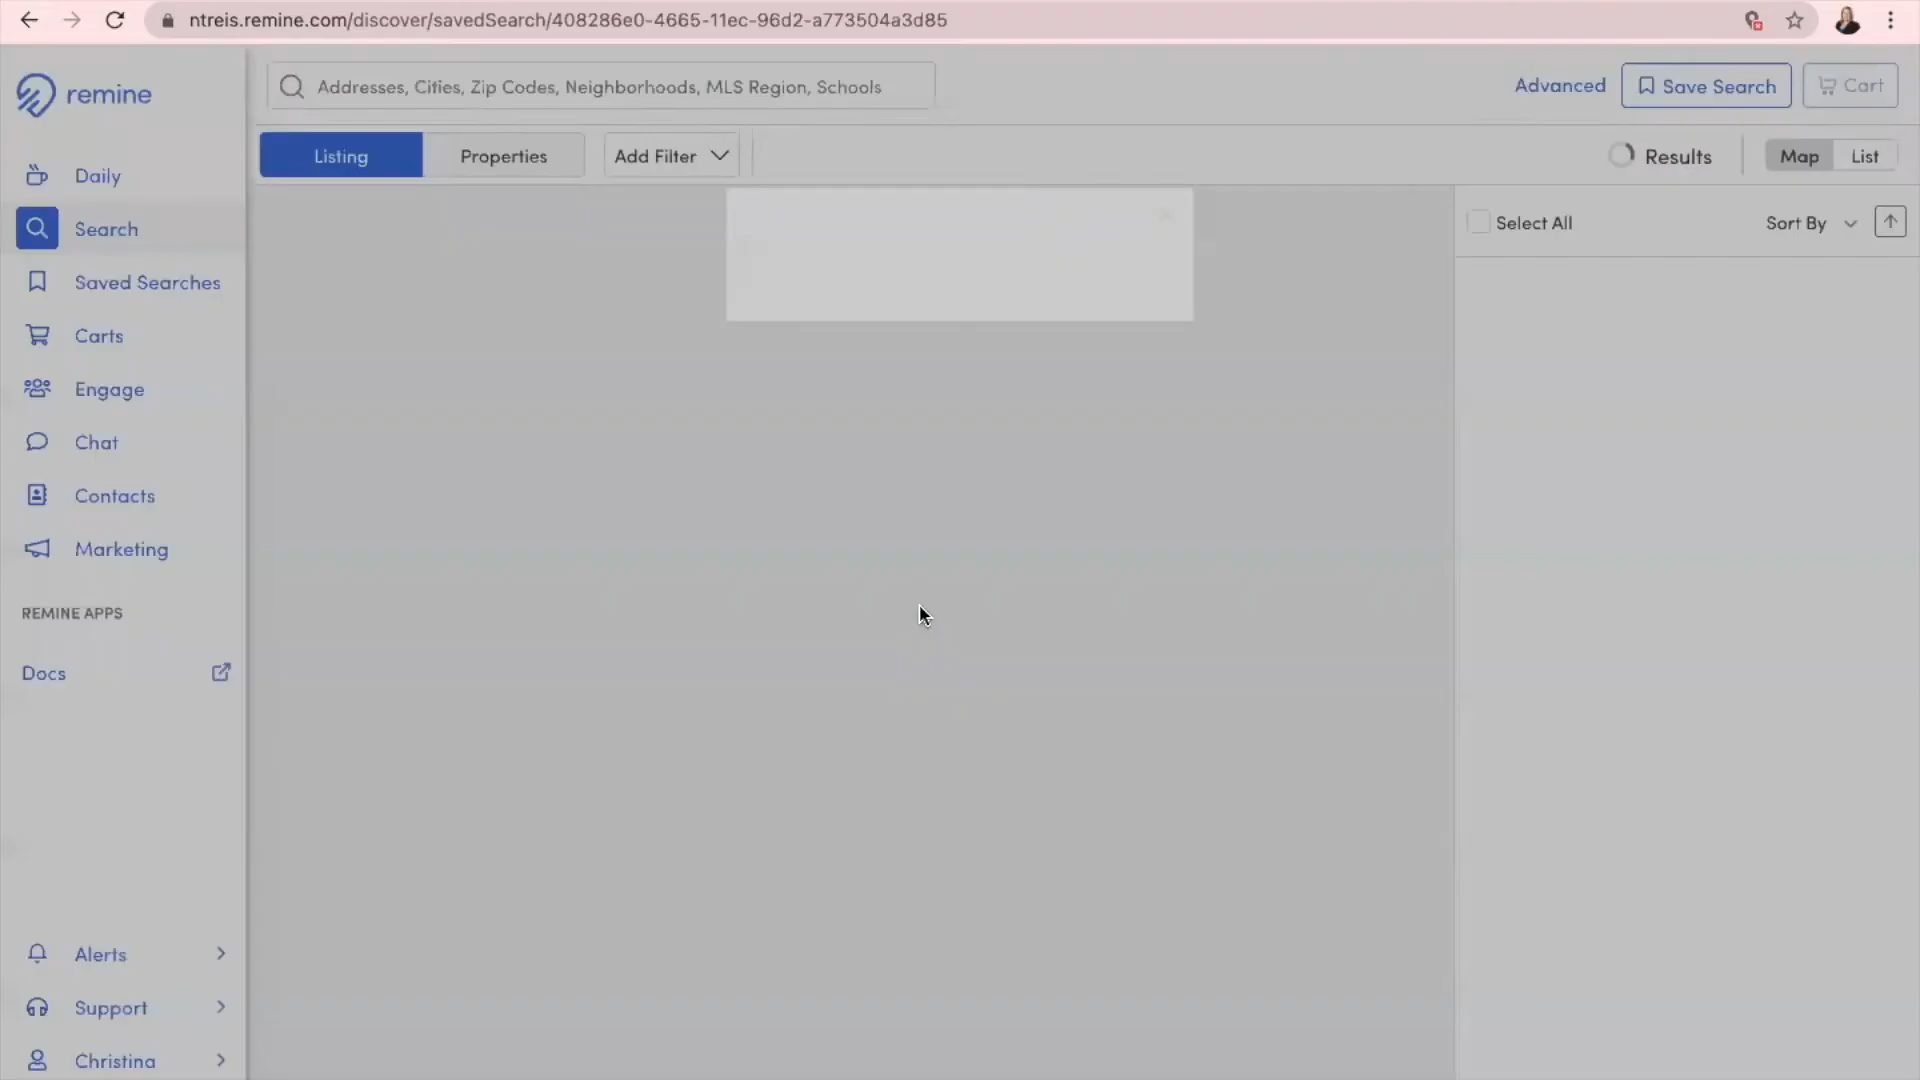 ntreis.remine.com/discover/savedSearch/408286e0-4665-11ec-96d2-a773504a3d85
remine
Addresses, Cities, Zip Codes, Neighborhoods, MLS Region, Schools
Advanced
Save Search
Cart
Listing
Properties
Add Filter
Results
Map
List
Daily
Search
Saved Searches
Carts
Engage
Chat
Contacts
Marketing
REMINE APPS
Docs
Alerts
Support
Christina
Select All
Sort By